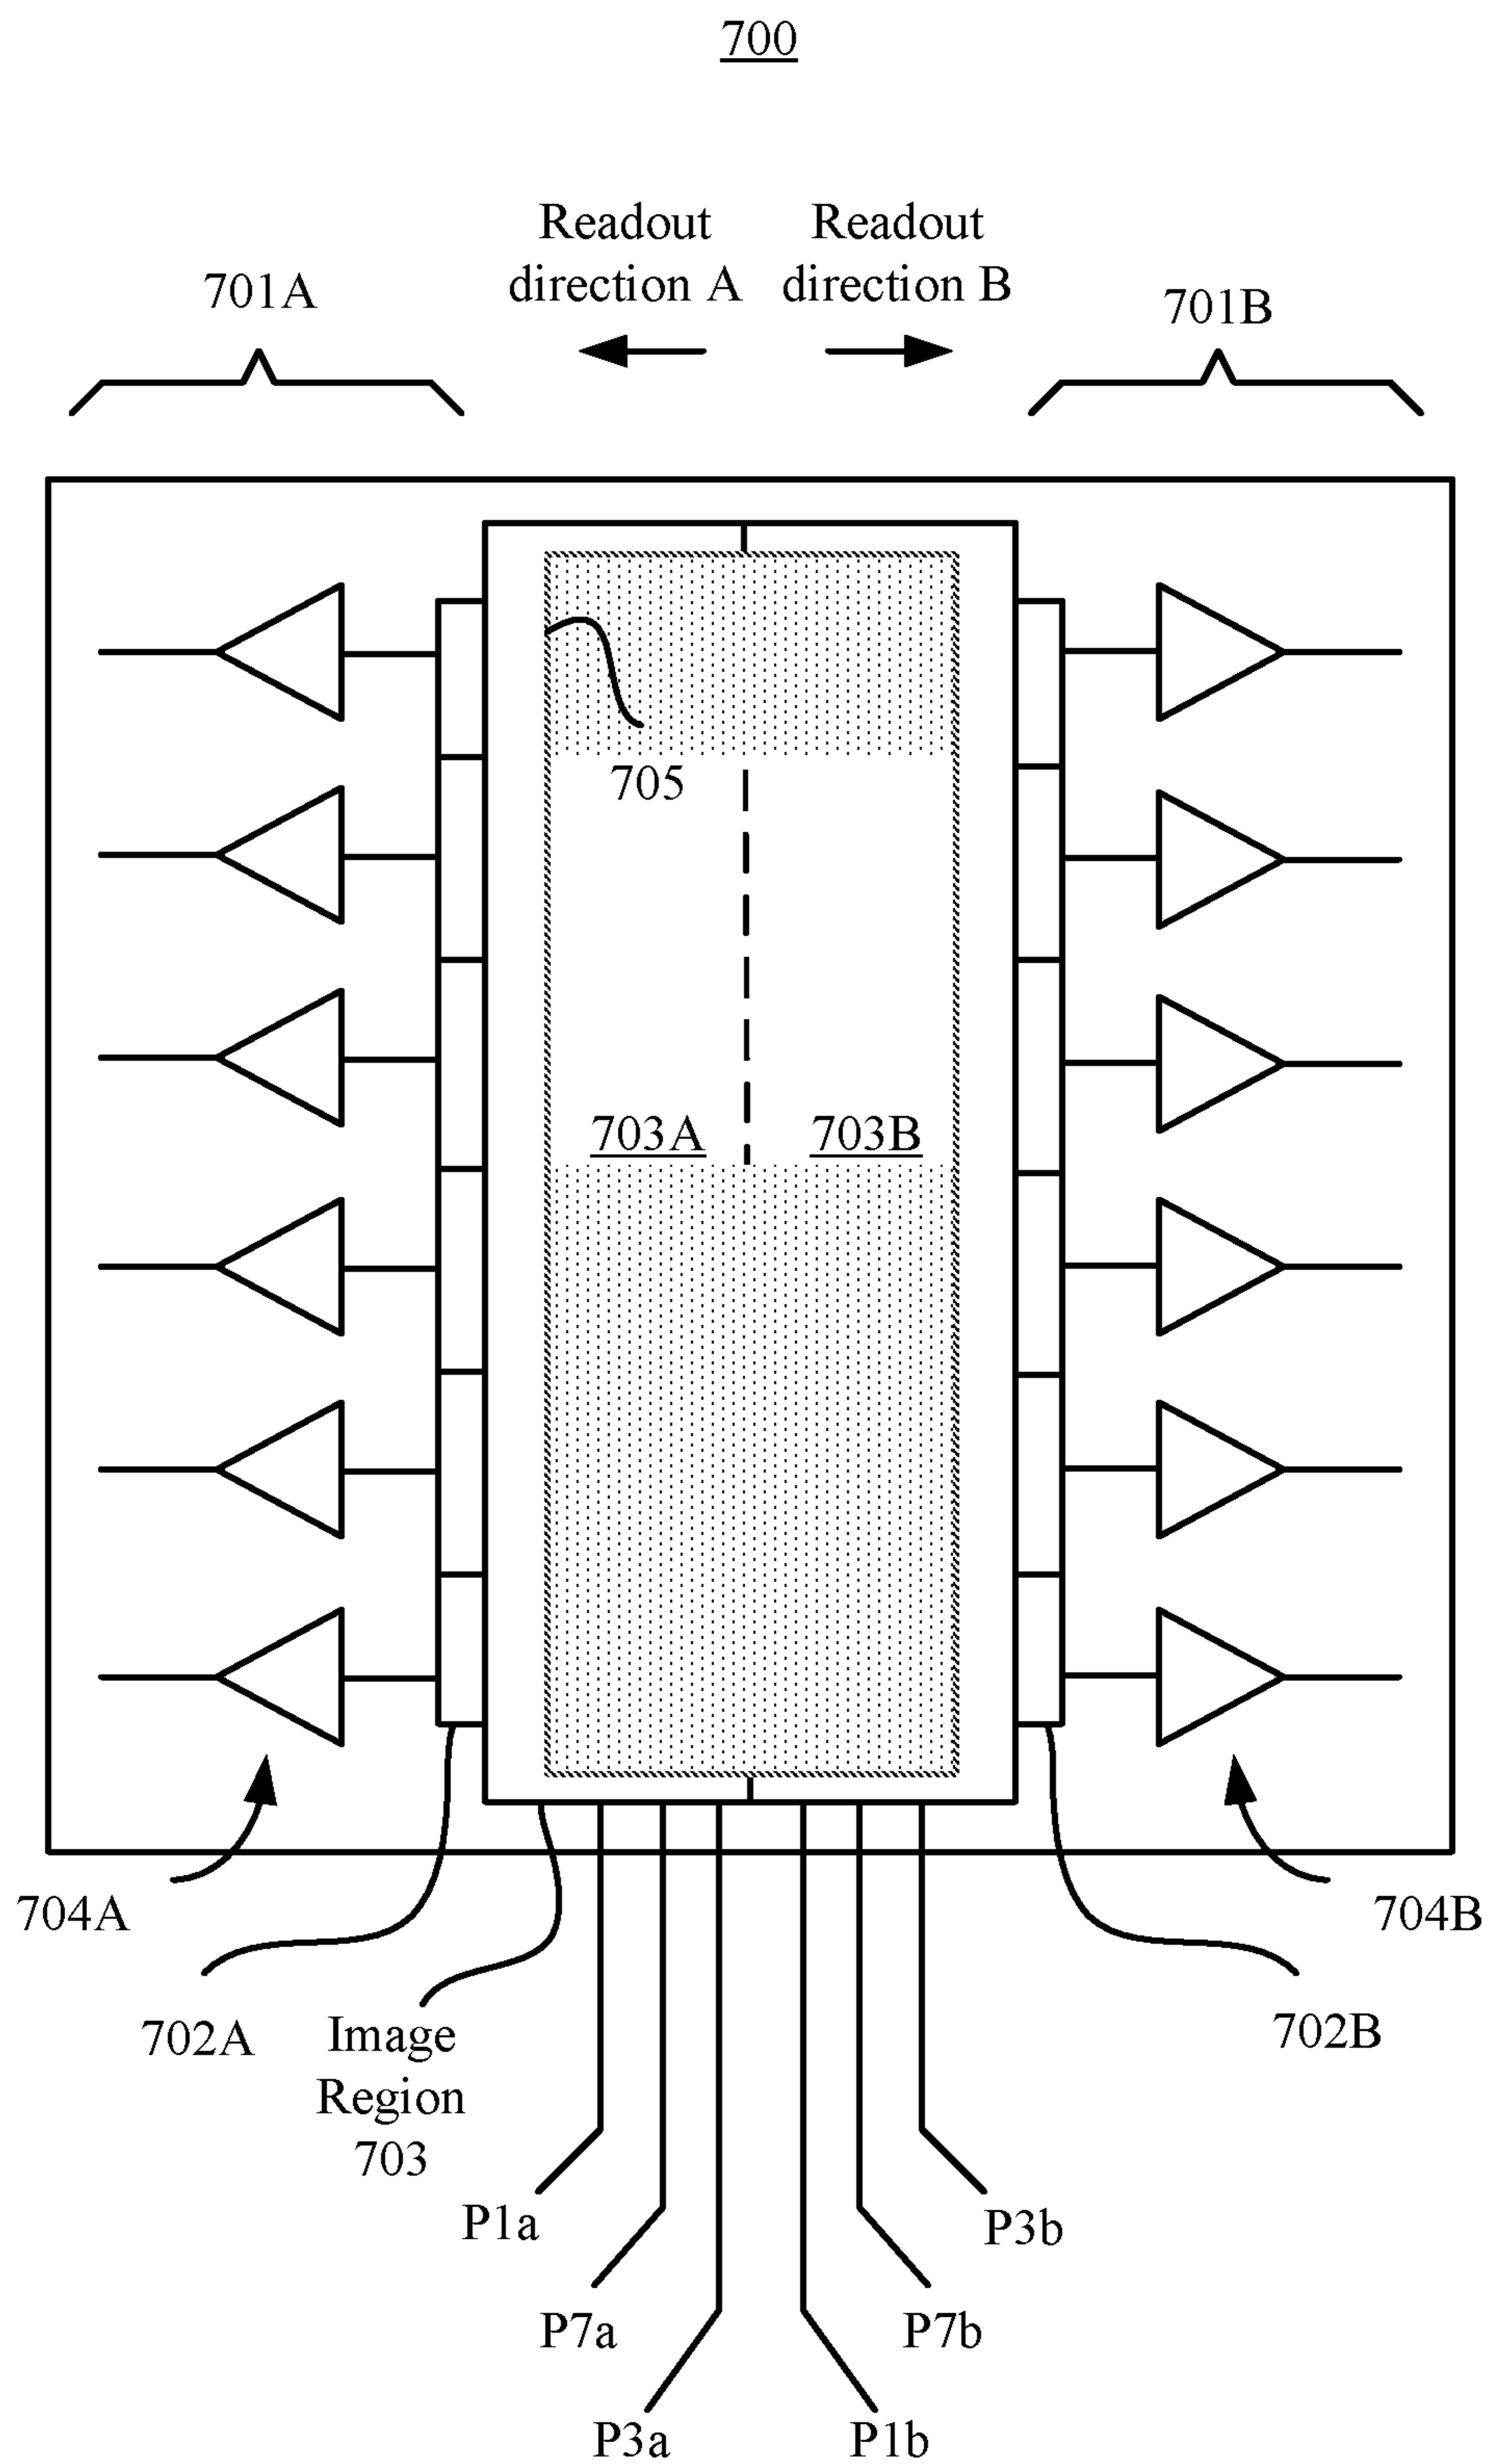 700
Readout direction A
Readout direction B
701A
701B
705
703A
703B
704A
704B
702A
Image
Region
703
702B
P1a
P3b
P7a
P7b
P3a
P1b